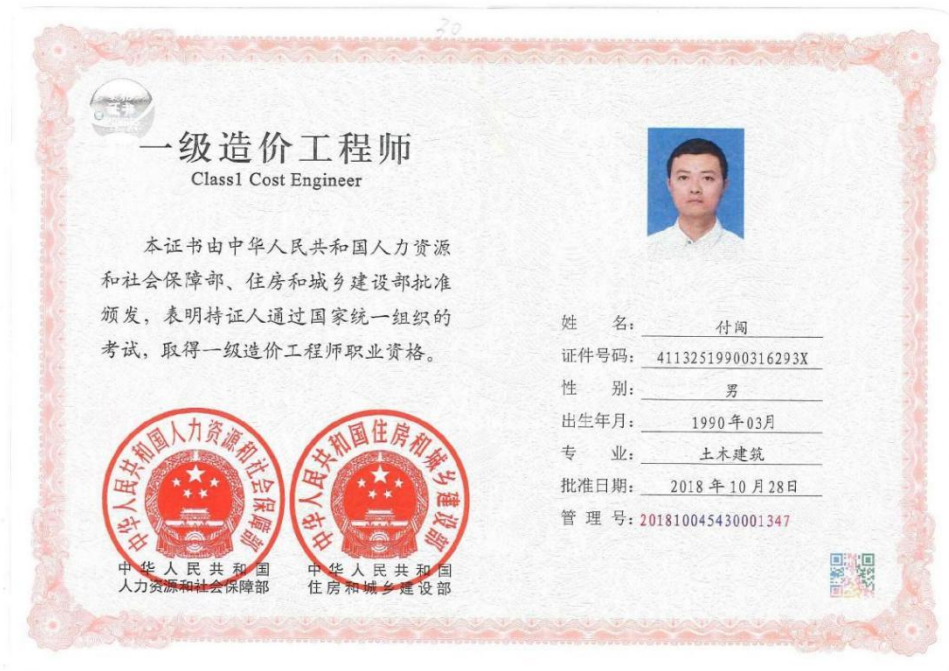 30
一级造价工程师
Class1 Cost Engineer
本证书由中华人民共和国人力资源
和社会保障部、住房和城乡建设部批准
颁发，表明持证人通过国家统一组织的
考试，取得一级造价工程师职业资格。
中华人民共和国人力资源和社会保障部
中华人民共和国住房和城乡建设部
中华人民共和国
人力资源和社会保障部
中华人民共和国
住房和城乡建设部
姓 名：付闯
证件号码：41132519900316293X
性 别：男
出生年月：1990年03月
专 业：土木建筑
批准日期：2018年10月28日
管 理 号：201810045430001347